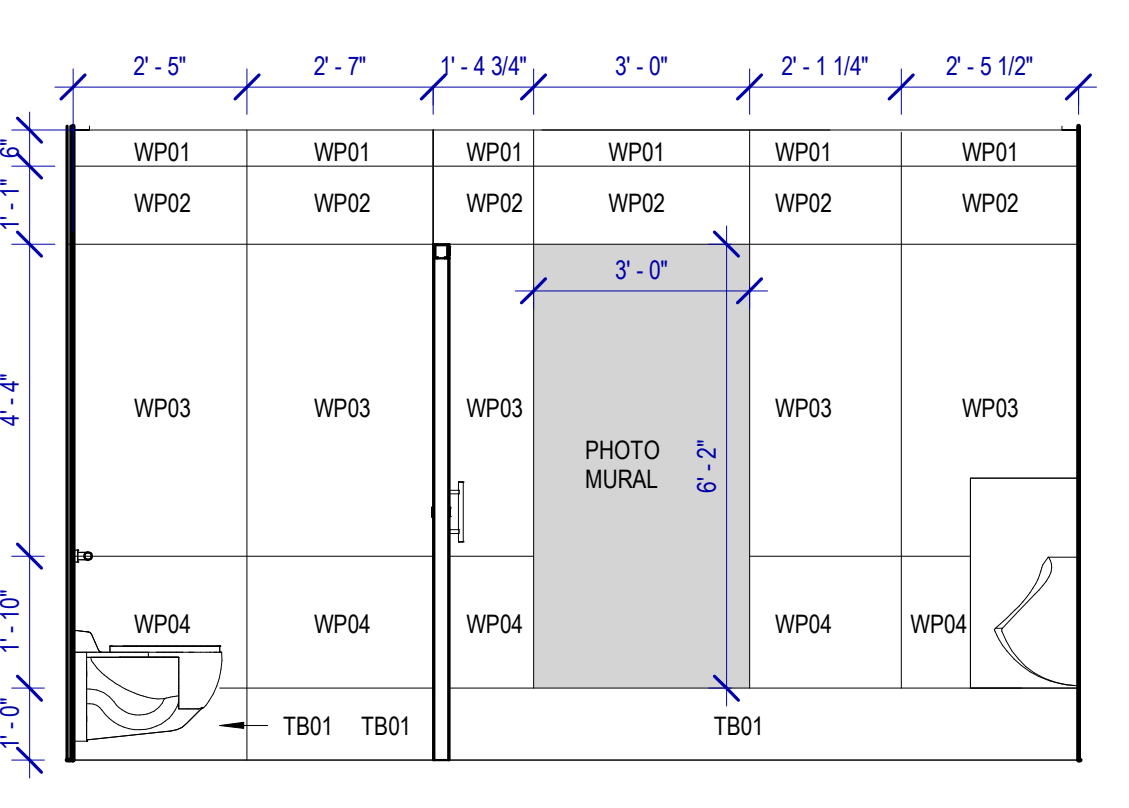 2' - 5" 2' - 7" 1' - 4 3/4" 3' - 0" 2' - 1 1/4" 2' - 5 1/2"
6" WP01 WP01 WP01 WP01 WP01 WP01
1' - 1" WP02 WP02 WP02 WP02 WP02 WP02
3' - 0"
4' - 4" WP03 WP03 WP03 WP03 WP03
PHOTO
MURAL
6' - 2"
1' - 10" WP04 WP04 WP04 WP04 WP04
1' - 0" TB01 TB01 TB01